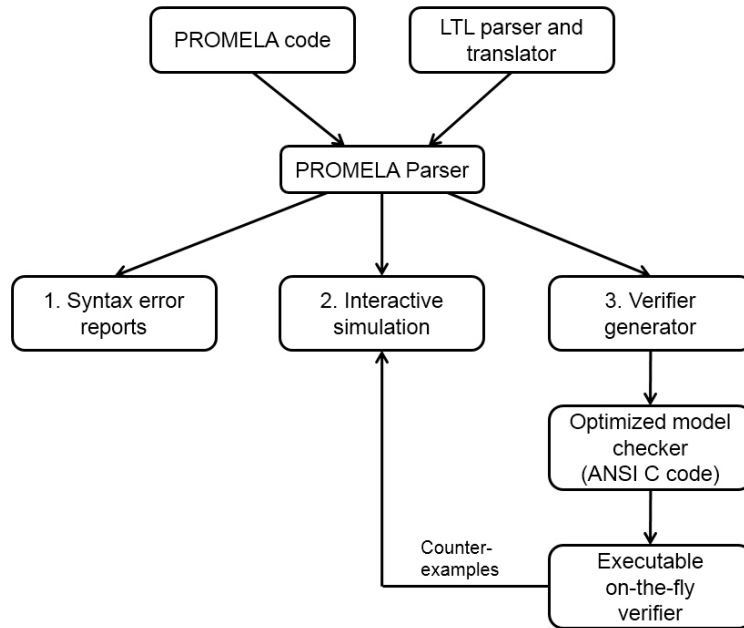 PROMELA code
LTL parser and
translator
PROMELA Parser
1. Syntax error
reports
2. Interactive
simulation
3. Verifier
generator
Optimized model
checker
(ANSI C code)
Counter-
examples
Executable
on-the-fly
verifier